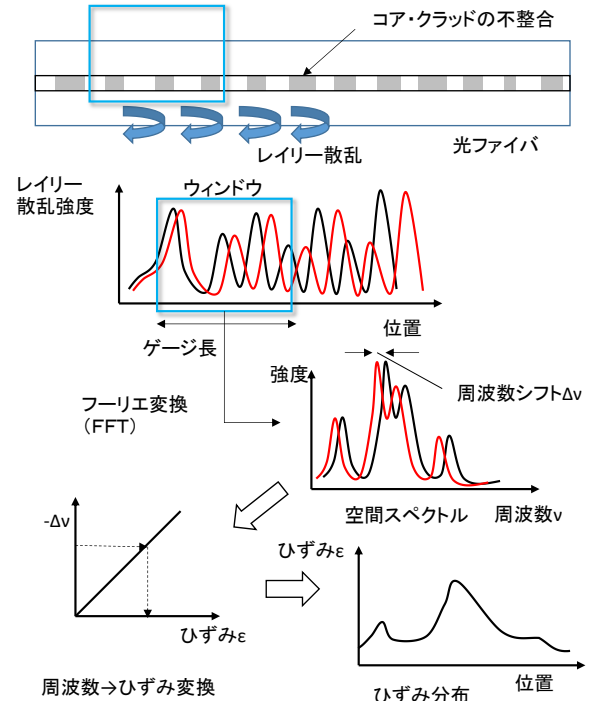 コア・クラッドの不整合
レイリー散乱
光ファイバ
レイリー
散乱強度
ウィンドウ
位置
ゲージ長
強度
周波数シフトΔν
フーリエ変換
(FFT)
空間スペクトル
周波数ν
-Δν
ひずみε
ひずみε
周波数→ひずみ変換
ひずみ分布
位置